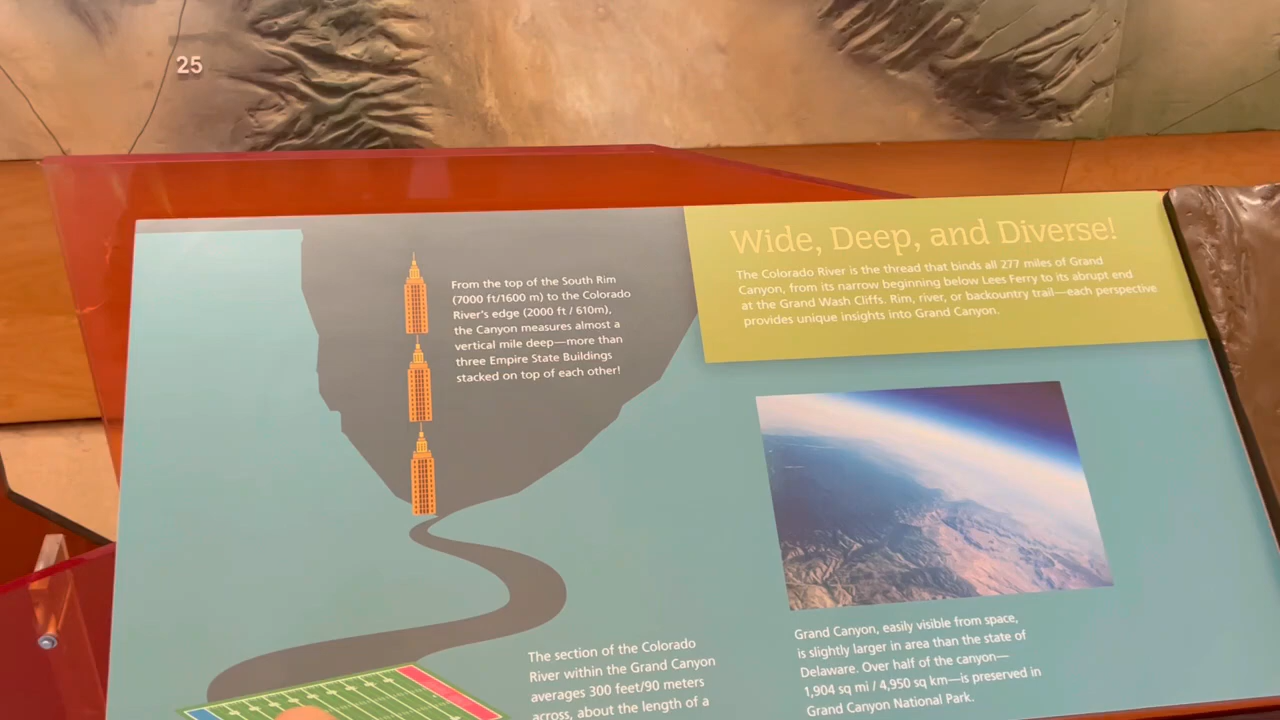 25
Wide, Deep, and Diverse!
The Colorado River is the thread that binds all 277 miles of Grand
Canyon, from its narrow beginning below Lees Ferry to its abrupt end
at the Grand Wash Cliffs. Rim, river, or backountry trail—each perspective
provides unique insights into Grand Canyon.
From the top of the South Rim
(7000 ft/1600 m) to the Colorado
River's edge (2000 ft / 610m),
the Canyon measures almost a
vertical mile deep—more than
three Empire State Buildings
stacked on top of each other!
The section of the Colorado
River within the Grand Canyon
averages 300 feet/90 meters
across, about the length of a
Grand Canyon, easily visible from space,
is slightly larger in area than the state of
Delaware. Over half of the canyon—
1,904 sq mi / 4,950 sq km—is preserved in
Grand Canyon National Park.